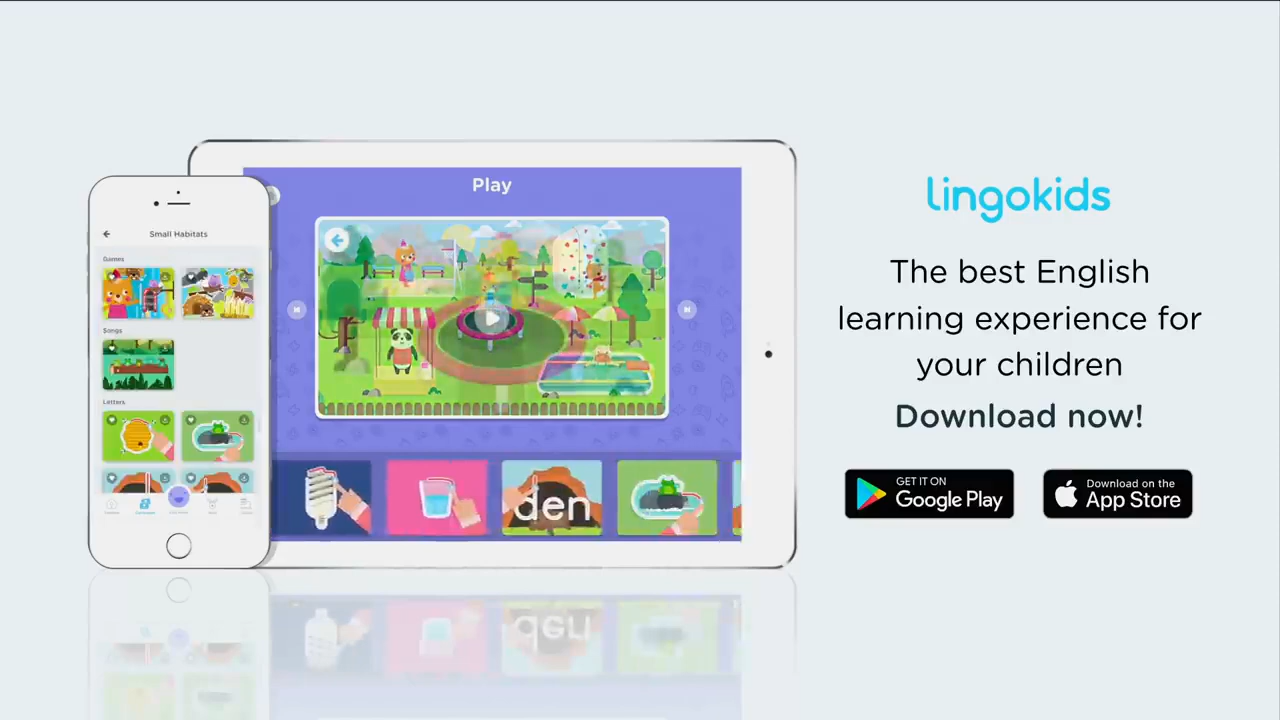 Play
Small Habitats
Games
Songs
Letters
den
lingokids
The best English
learning experience for
your children
Download now!
GET IT ON
Google Play
Download on the
App Store